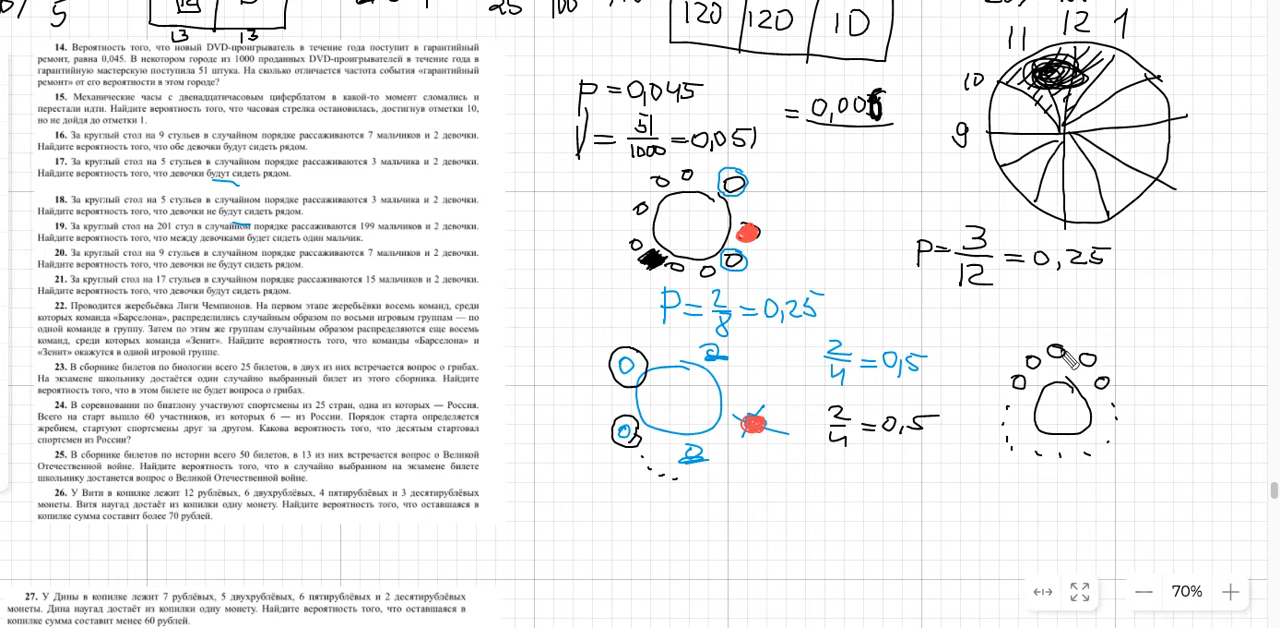 5
12
13
13
25
100
120
120
10
14. Вероятность того, что новый DVD-проигрыватель в течение года поступит в гарантийный
ремонт, равна 0,045. В некотором городе из 1000 проданных DVD-проигрывателей в течение года в
гарантийную мастерскую поступила 51 штука. На сколько отличается частота события «гарантийный
ремонт» от его вероятности в этом городе?
15. Механические часы с двенадцатичасовым циферблатом в какой-то момент сломались и
перестали идти. Найдите вероятность того, что часовая стрелка остановилась, достигнув отметки 10,
но не дойдя до отметки 1.
16. За круглый стол на 9 стульев в случайном порядке рассаживаются 7 мальчиков и 2 девочки.
Найдите вероятность того, что обе девочки будут сидеть рядом.
17. За круглый стол на 5 стульев в случайном порядке рассаживаются 3 мальчика и 2 девочки.
Найдите вероятность того, что девочки будут сидеть рядом.
18. За круглый стол на 5 стульев в случайном порядке рассаживаются 3 мальчика и 2 девочки.
Найдите вероятность того, что девочки не будут сидеть рядом.
19. За круглый стол на 201 стул в случайном порядке рассаживаются 199 мальчиков и 2 девочки.
Найдите вероятность того, что между девочками будет сидеть один мальчик.
20. За круглый стол на 9 стульев в случайном порядке рассаживаются 7 мальчиков и 2 девочки.
Найдите вероятность того, что девочки не будут сидеть рядом.
21. За круглый стол на 17 стульев в случайном порядке рассаживаются 15 мальчиков и 2 девочки.
Найдите вероятность того, что девочки будут сидеть рядом.
22. Проводится жеребьёвка Лиги Чемпионов. На первом этапе жеребьёвки восемь команд, среди
которых команда «Барселона», распределились случайным образом по восьми игровым группам — по
одной команде в группу. Затем по этим же группам случайным образом распределяются еще восемь
команд, среди которых команда «Зенит». Найдите вероятность того, что команды «Барселона» и
«Зенит» окажутся в одной игровой группе.
23. В сборнике билетов по биологии всего 25 билетов, в двух из них встречается вопрос о грибах.
На экзамене школьнику достаётся один случайно выбранный билет из этого сборника. Найдите
вероятность того, что в этом билете не будет вопроса о грибах.
24. В соревновании по биатлону участвуют спортсмены из 25 стран, одна из которых — Россия.
Всего на старт вышло 60 участников, из которых 6 — из России. Порядок старта определяется
жребием, стартуют спортсмены друг за другом. Какова вероятность того, что десятым стартовал
спортсмен из России?
25. В сборнике билетов по истории всего 50 билетов, в 13 из них встречается вопрос о Великой
Отечественной войне. Найдите вероятность того, что в случайно выбранном на экзамене билете
школьнику достанется вопрос о Великой Отечественной войне.
26. У Вити в копилке лежит 12 рублёвых, 6 двухрублёвых, 4 пятирублёвых и 3 десятирублёвых
монеты. Витя наугад достаёт из копилки одну монету. Найдите вероятность того, что оставшаяся в
копилке сумма составит более 70 рублей.
27. У Дины в копилке лежит 7 рублёвых, 5 двухрублёвых, 6 пятирублёвых и 2 десятирублёвых
монеты. Дина наугад достаёт из копилки одну монету. Найдите вероятность того, что оставшаяся в
копилке сумма составит менее 60 рублей.
P=0,045
=51/1000=0,051
=0,006
P=2/8=0,25
2/4=0,5
2/4=0,5
11
12
1
10
9
P=3/12=0,25
70%